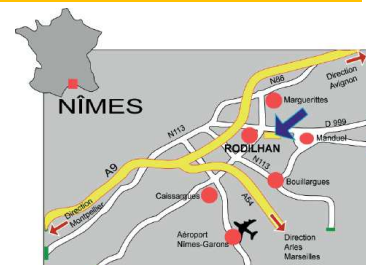 NÎMES
N86
Direction
Avignon
Marguerittes
N113
D 999
RODILHAN
Manduel
N113
A9
Bouillargues
Caissargues
A54
Direction
Montpellier
Aéroport
Nîmes-Garons
Direction
Arles
Marseilles